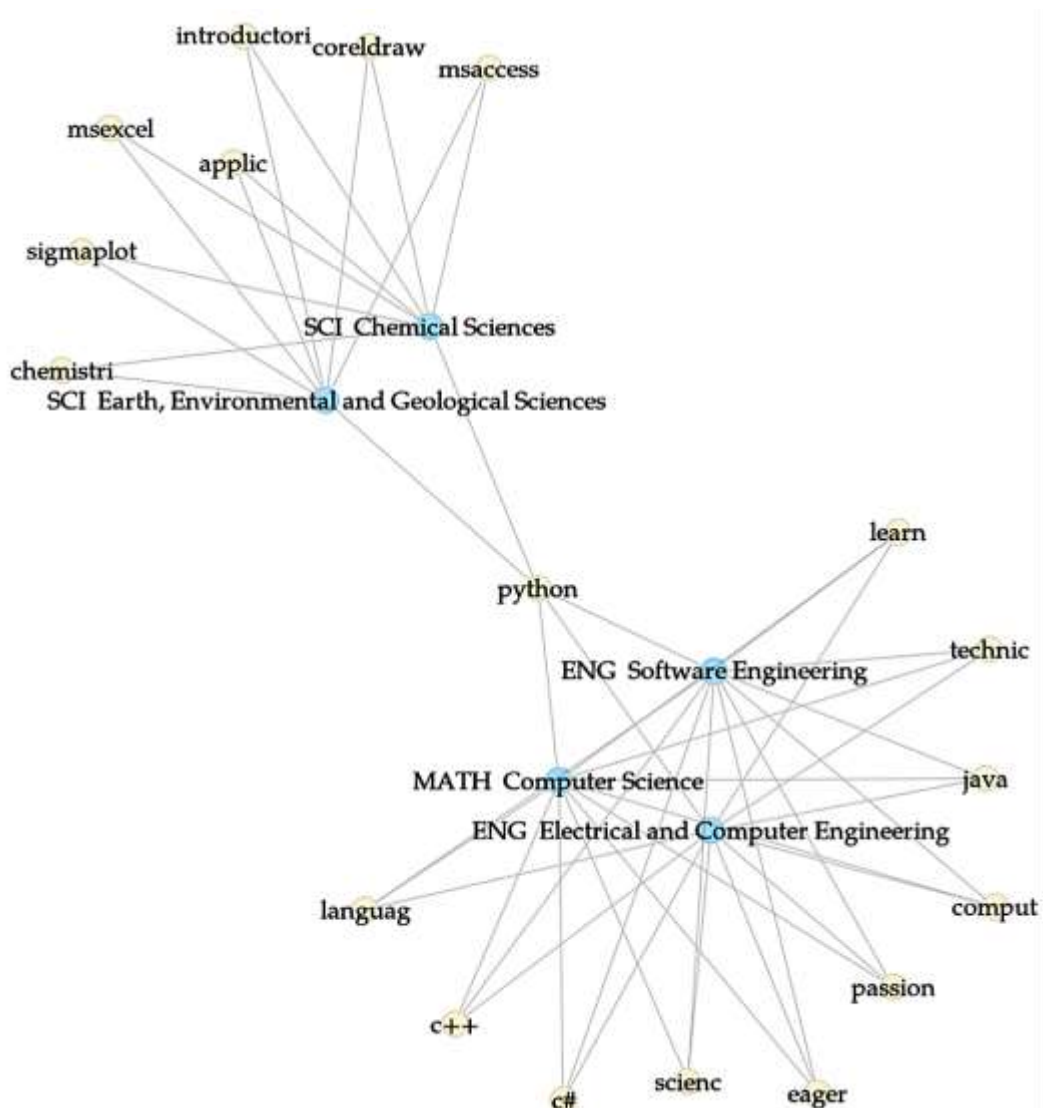 introductori
coreldraw
msaccess
msexcel
applic
sigmaplot
SCI Chemical Sciences
chemistri
SCI Earth, Environmental and Geological Sciences
learn
python
technic
ENG Software Engineering
MATH Computer Science
java
ENG Electrical and Computer Engineering
languag
comput
passion
c++
scienc
eager
c#